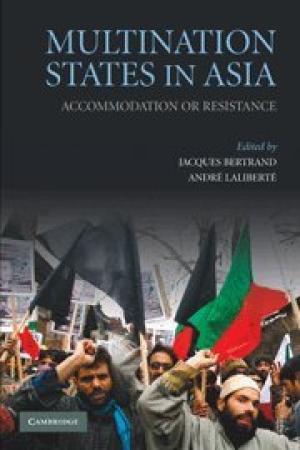 MULTINATION
STATES IN ASIA
ACCOMMODATION OR RESISTANCE
Edited by
JACQUES BERTRAND
ANDRÉ LALIBERTÉ
CAMBRIDGE